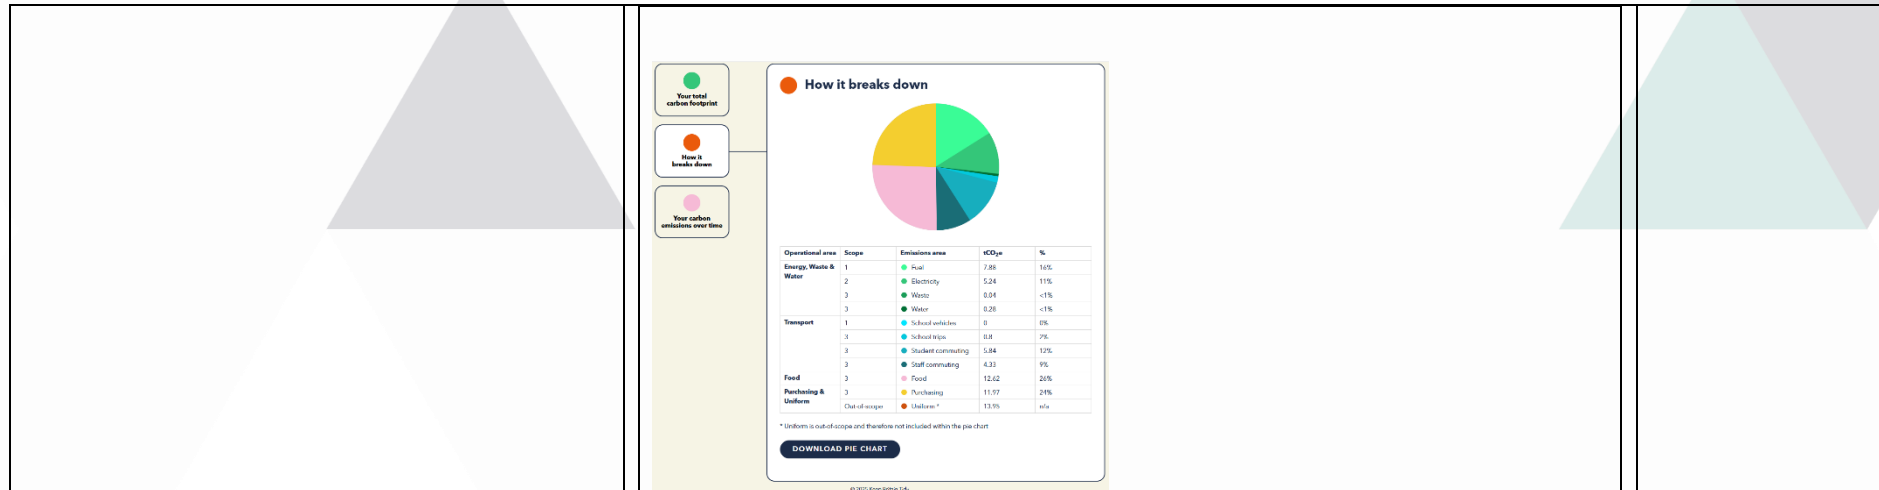 Your total
carbon footprint
How it
breaks down
Your carbon
emissions over time
How it breaks down
Operational area Scope Emissions area tCO₂e %
Energy, Waste & Water 1 Fuel 7.88 16%
2 Electricity 5.24 11%
3 Waste 0.04 <1%
3 Water 0.28 <1%
Transport 1 School vehicles 0 0%
3 School trips 0.8 2%
3 Student commuting 5.84 12%
3 Staff commuting 4.33 9%
Food 3 Food 12.62 26%
Purchasing & Uniform 3 Purchasing 11.97 24%
Out-of-scope Uniform * 13.95 n/a
* Uniform is out-of-scope and therefore not included within the pie chart
DOWNLOAD PIE CHART
© 2025 Keep Britain Tidy